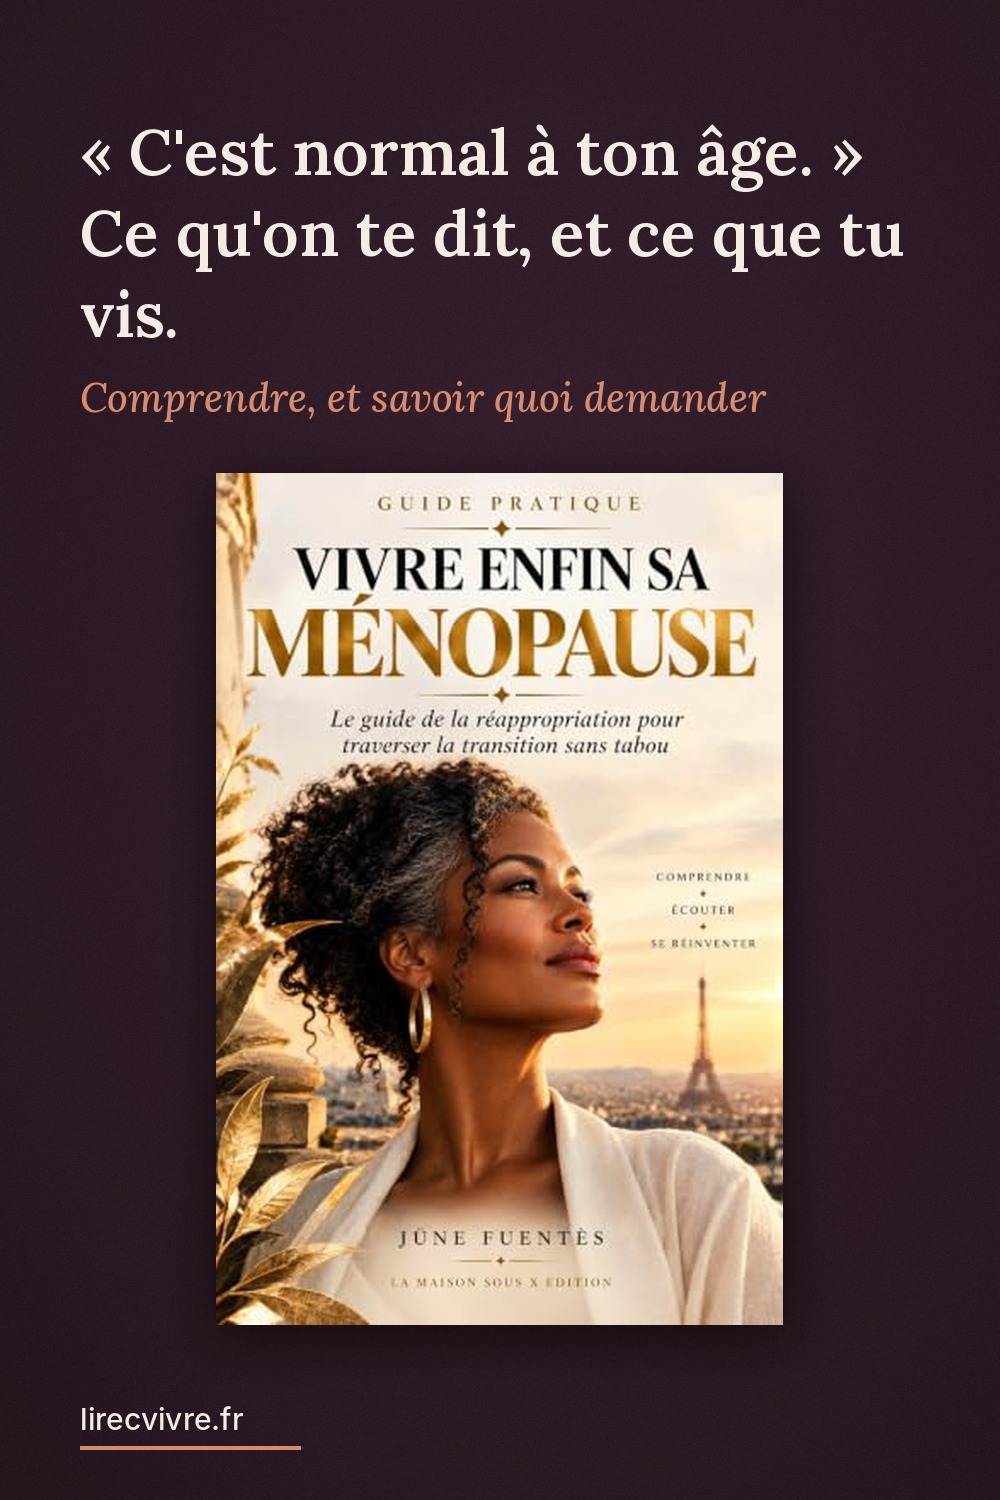 « C'est normal à ton âge. »
Ce qu'on te dit, et ce que tu
vis.
Comprendre, et savoir quoi demander
GUIDE PRATIQUE
VIVRE ENFIN SA
MÉNOPAUSE
Le guide de la réappropriation pour
traverser la transition sans tabou
COMPRENDRE
ÉCOUTER
SE RÉINVENTER
JÜNE FUENTÈS
LA MAISON SOUS X EDITION
lirecvivre.fr